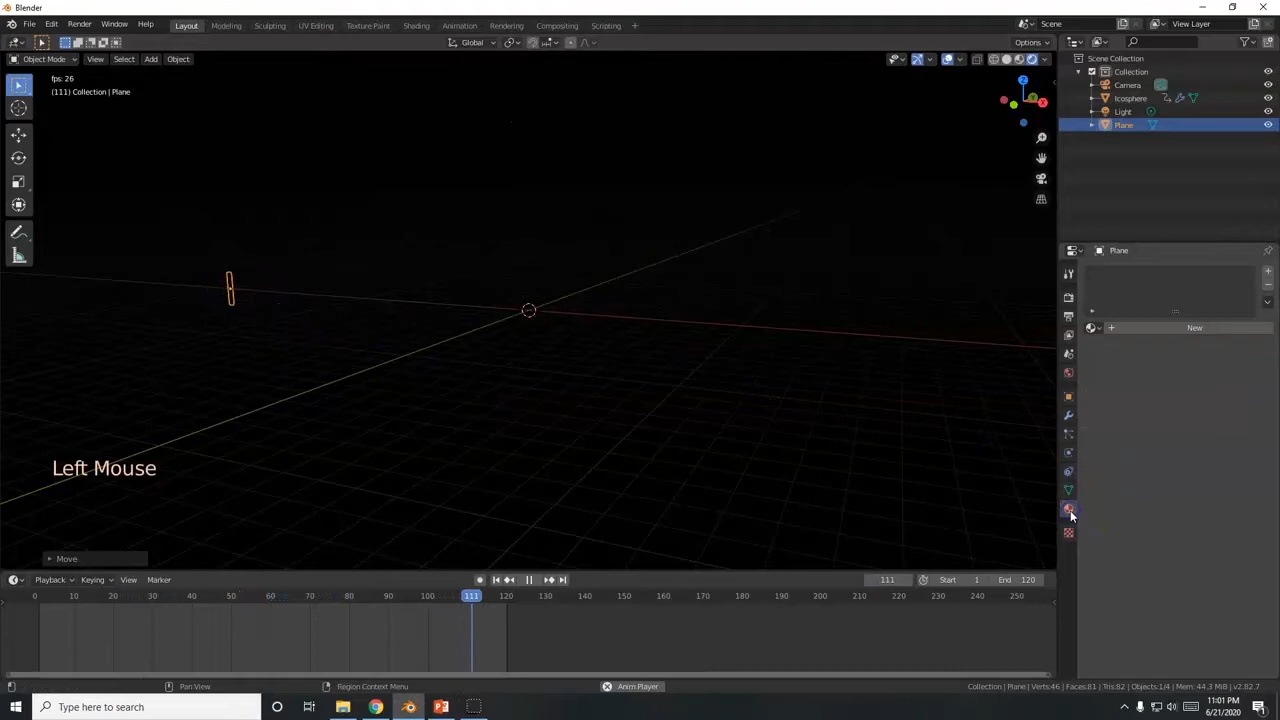 Blender
File Edit Render Window Help Layout Modeling Sculpting UV Editing Texture Paint Shading Animation Rendering Compositing Scripting + Scene View Layer
Global Options
Object Mode View Select Add Object
Scene Collection
Collection
Camera
Icosphere
Light
Plane
fps: 26
(111) Collection | Plane
Z
X
Plane
New
Left Mouse
Move
Playback Keying View Marker 111 Start 1 End 120
0 10 20 30 40 50 60 70 80 90 100 111 120 130 140 150 160 170 180 190 200 210 220 230 240 250
Pan View Region Context Menu Anim Player Collection | Plane | Verts:46 | Faces:81 | Tris:82 | Objects:1/4 | Mem: 44.3 MiB | v2.82.7
Type here to search
11:01 PM
6/21/2020